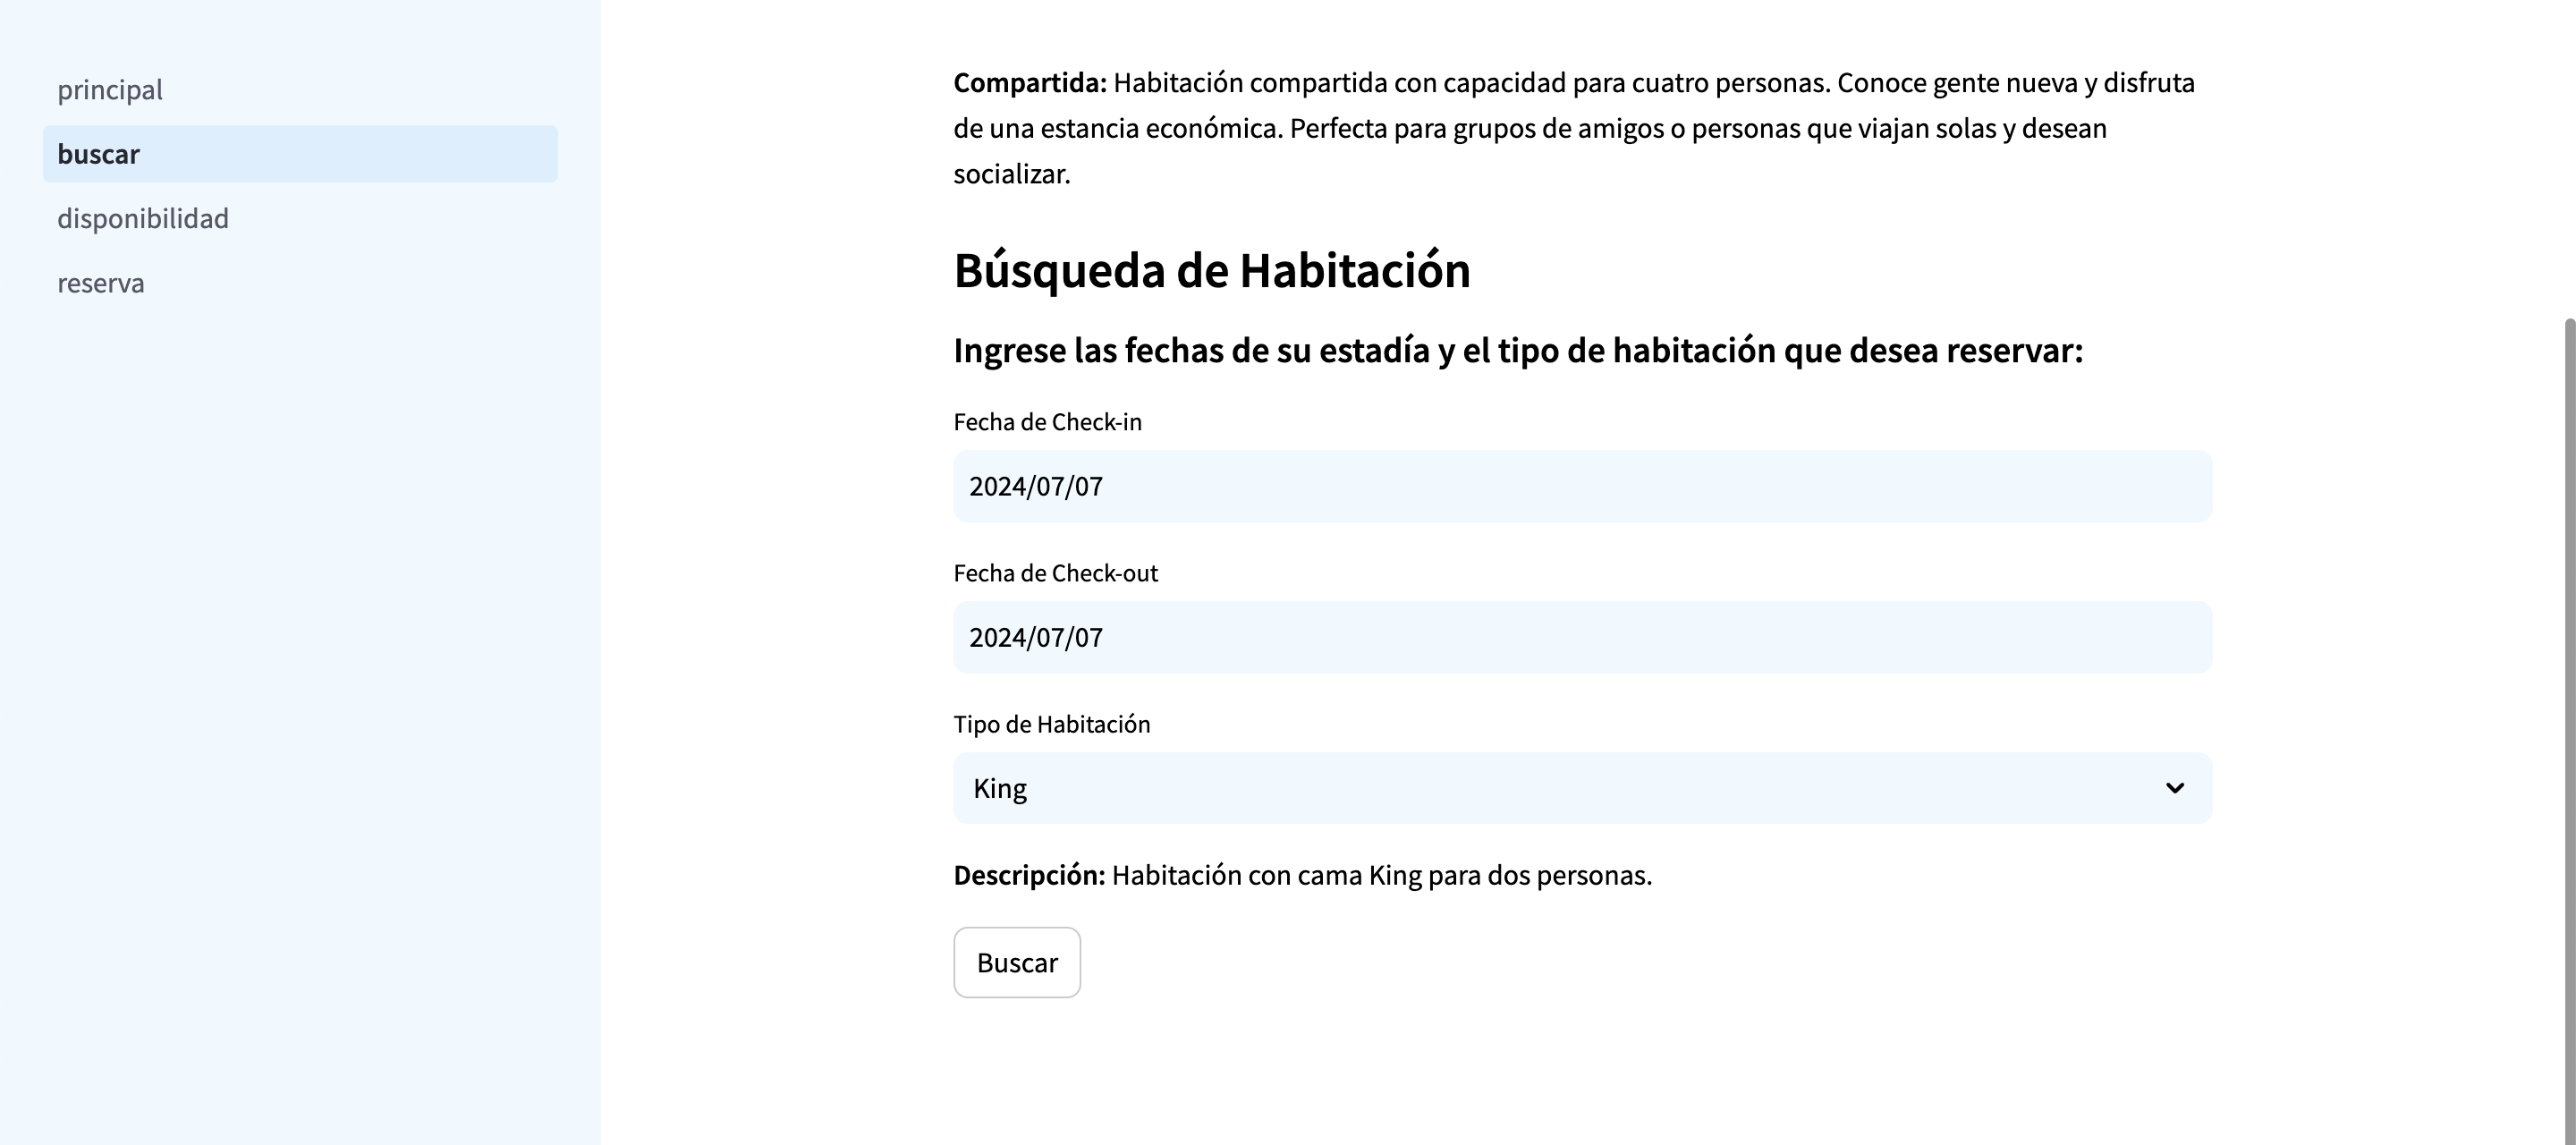 principal
buscar
disponibilidad
reserva
Compartida: Habitación compartida con capacidad para cuatro personas. Conoce gente nueva y disfruta
de una estancia económica. Perfecta para grupos de amigos o personas que viajan solas y desean
socializar.
Búsqueda de Habitación
Ingrese las fechas de su estadía y el tipo de habitación que desea reservar:
Fecha de Check-in
2024/07/07
Fecha de Check-out
2024/07/07
Tipo de Habitación
King
Descripción: Habitación con cama King para dos personas.
Buscar